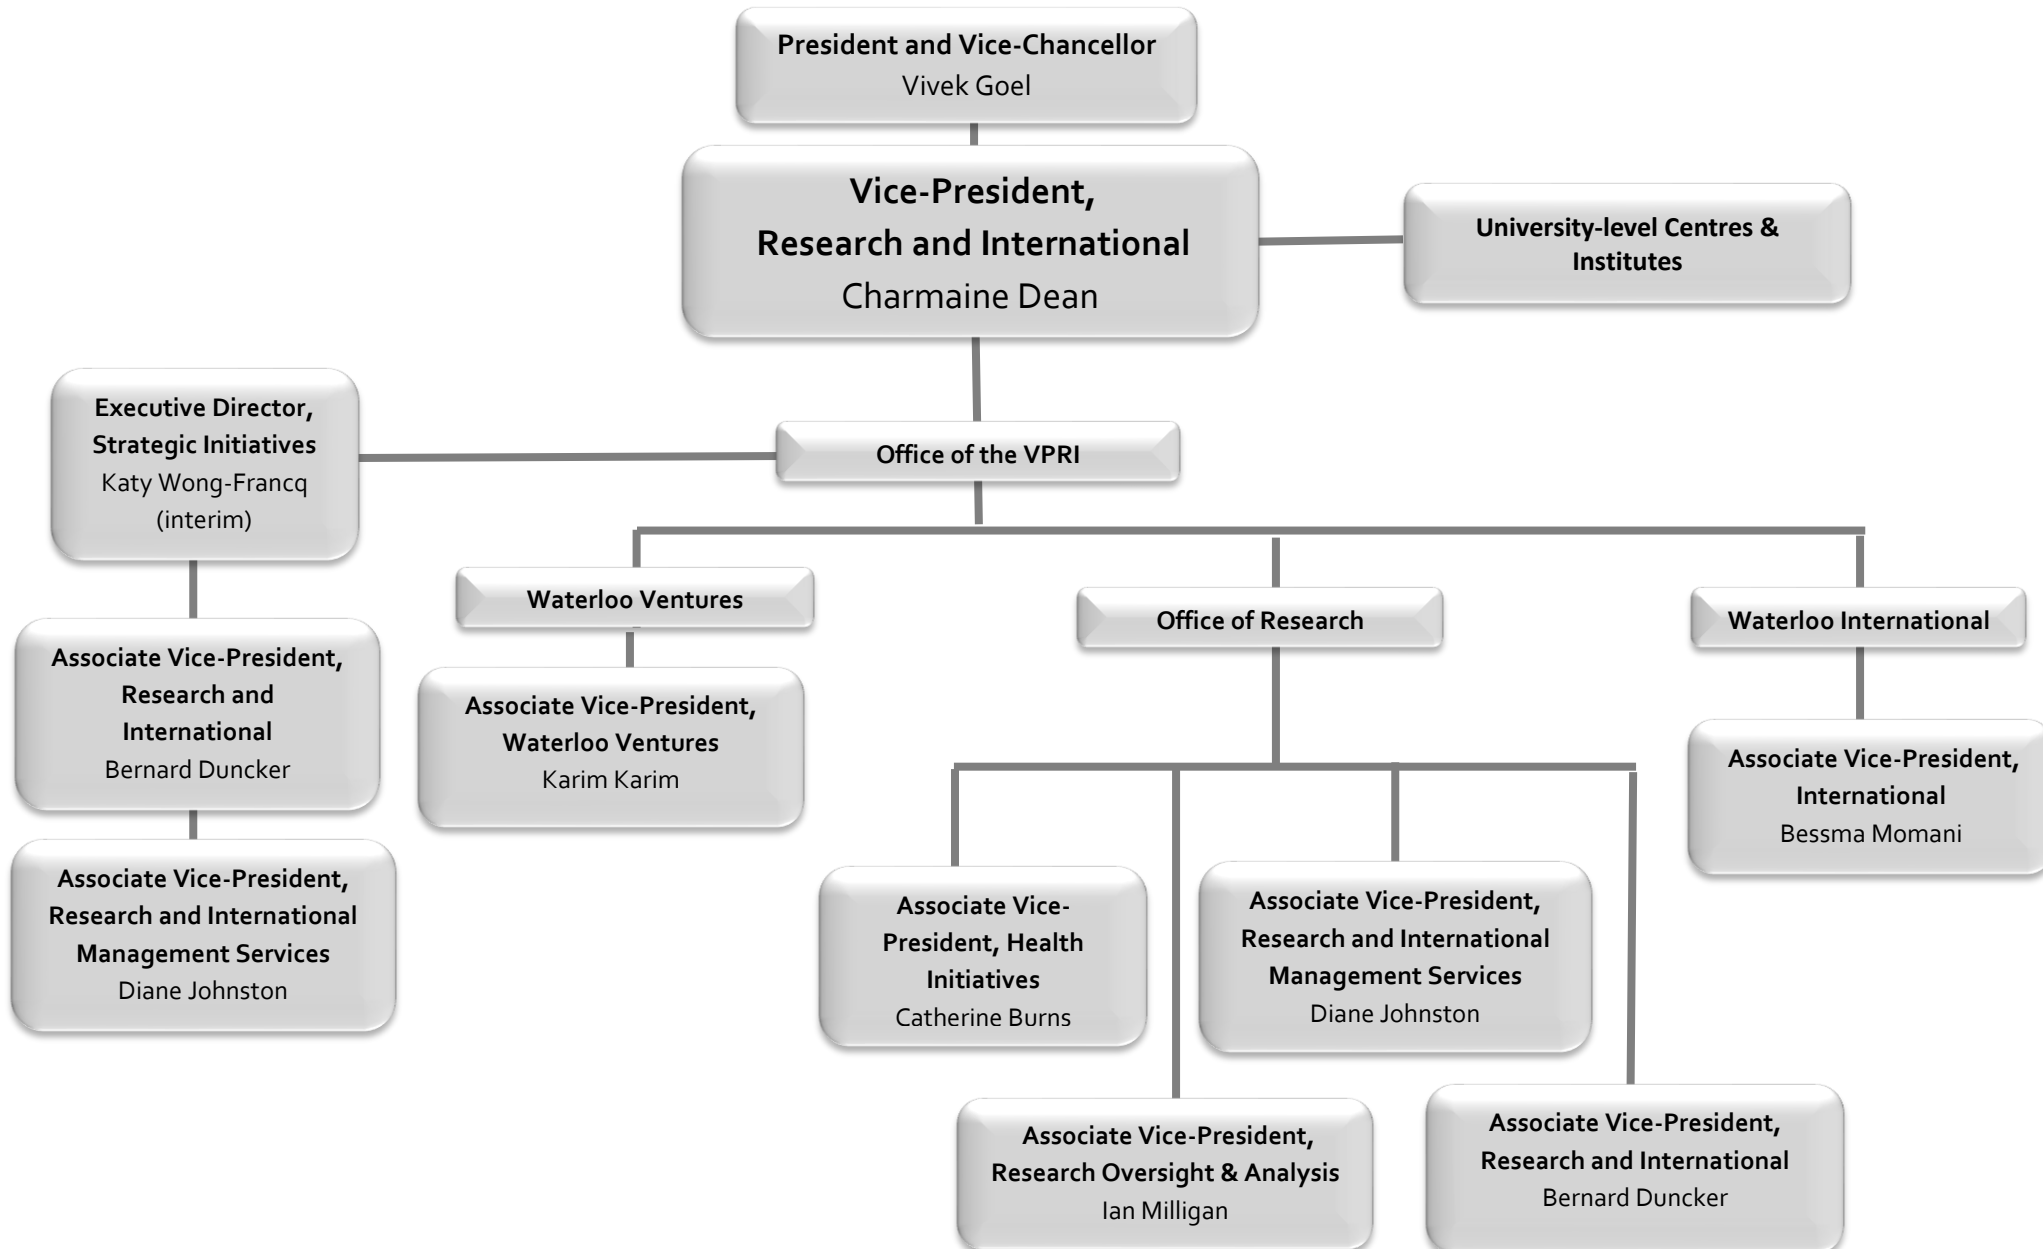 President and Vice-Chancellor
Vivek Goel
Vice-President,
Research and International
Charmaine Dean
University-level Centres &
Institutes
Executive Director,
Strategic Initiatives
Katy Wong-Francq
(interim)
Office of the VPRI
Associate Vice-President,
Research and
International
Bernard Duncker
Associate Vice-President,
Research and International
Management Services
Diane Johnston
Waterloo Ventures
Associate Vice-President,
Waterloo Ventures
Karim Karim
Office of Research
Associate Vice-
President, Health
Initiatives
Catherine Burns
Associate Vice-President,
Research Oversight & Analysis
Ian Milligan
Associate Vice-President,
Research and International
Management Services
Diane Johnston
Associate Vice-President,
Research and International
Bernard Duncker
Waterloo International
Associate Vice-President,
International
Bessma Momani